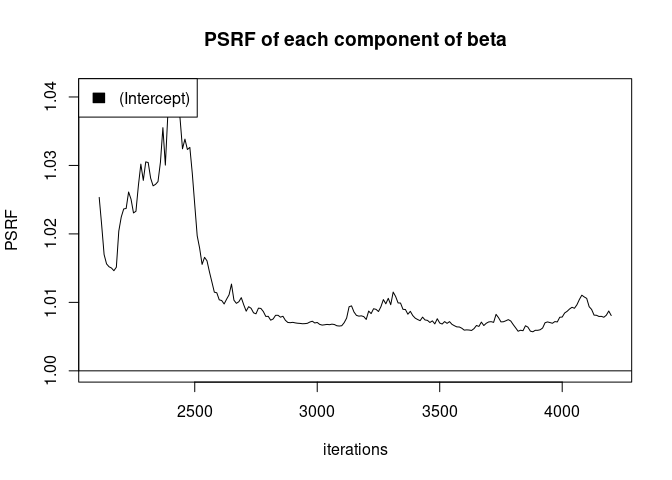 PSRF of each component of beta
(Intercept)
PSRF
1.04
1.03
1.02
1.01
1.00
2500 3000 3500 4000
iterations